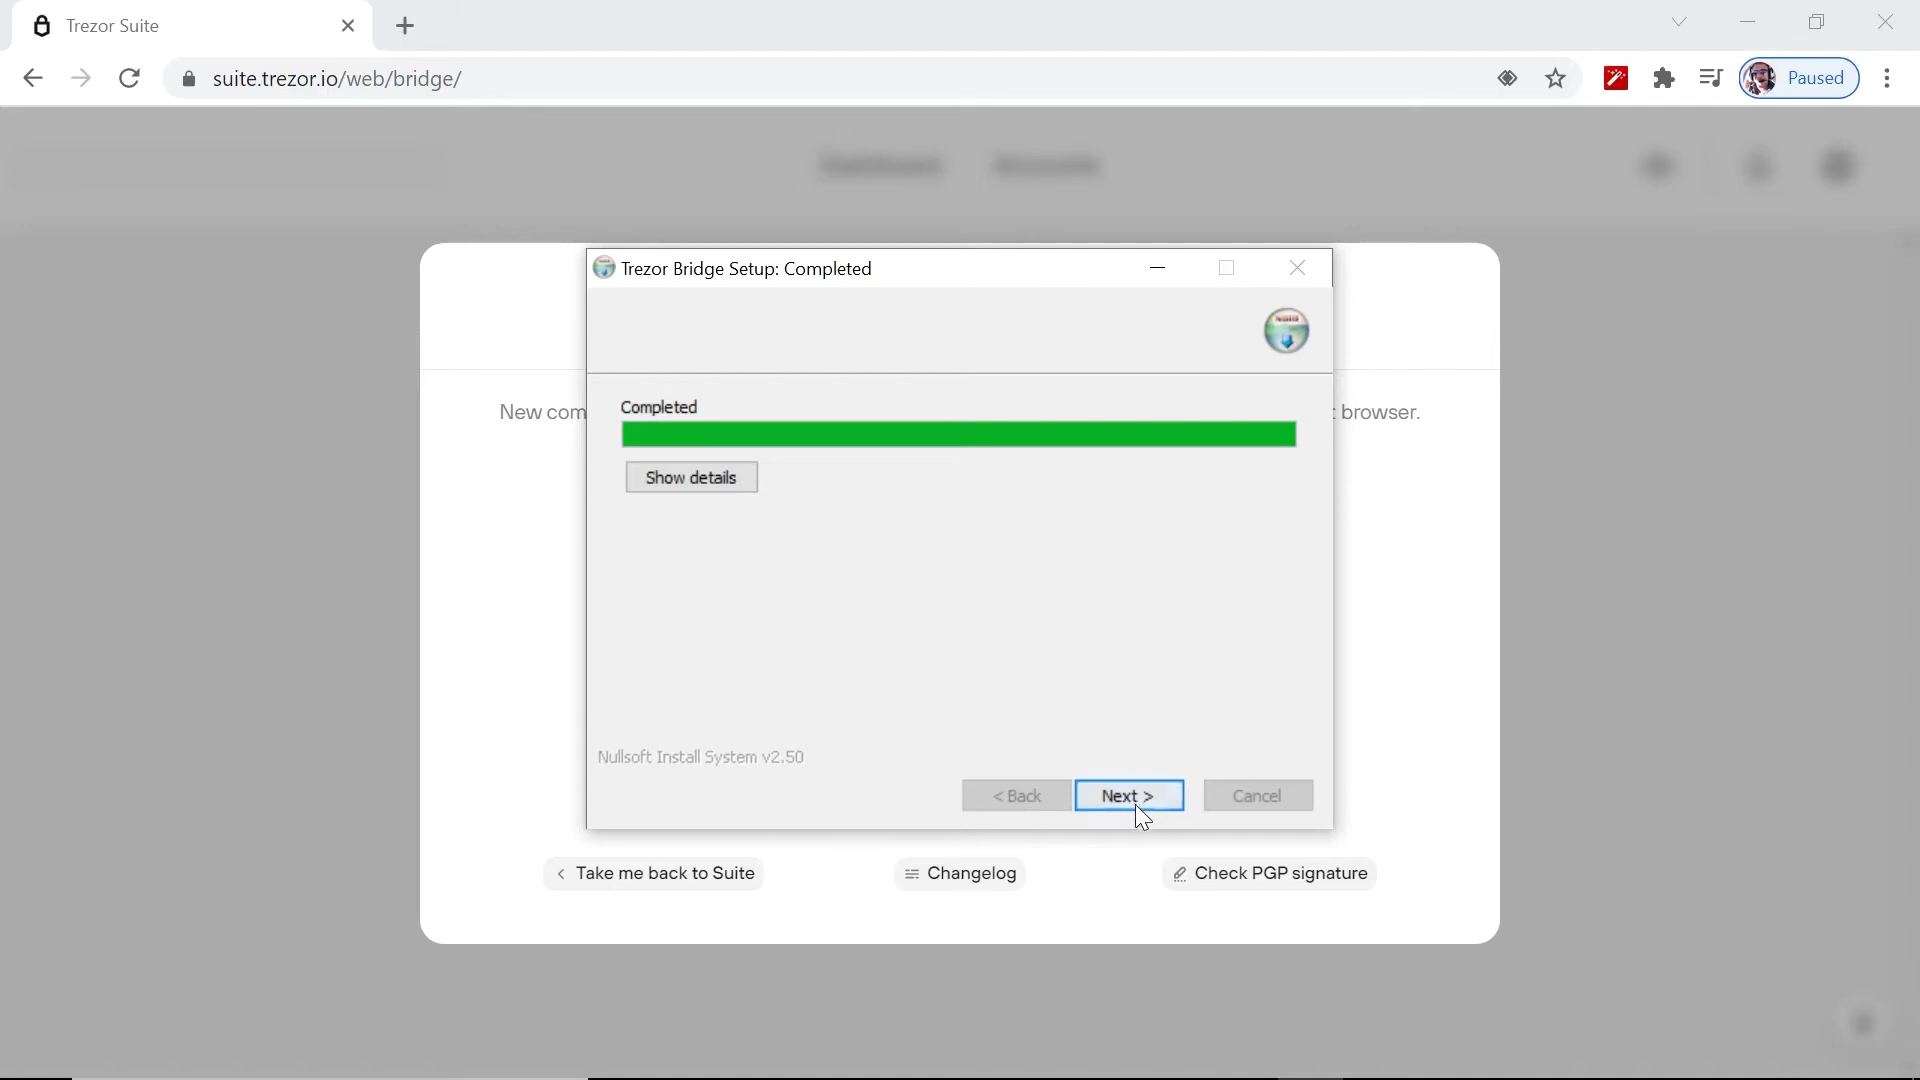 Trezor Suite
suite.trezor.io/web/bridge/
Paused
Trezor Bridge Setup: Completed
New com
browser.
Completed
Show details
Nullsoft Install System v2.50
< Back
Next >
Cancel
Take me back to Suite
Changelog
Check PGP signature